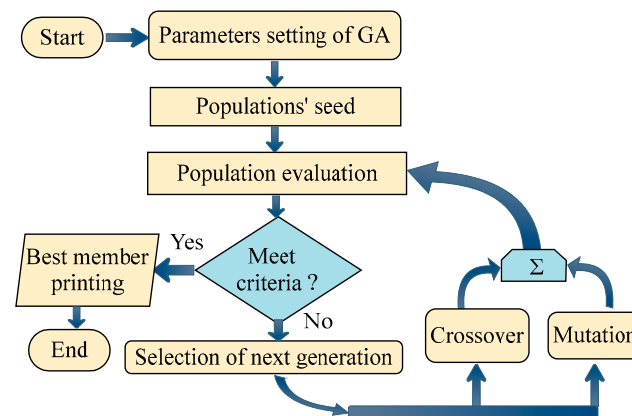 Start
Parameters setting of GA
Populations' seed
Population evaluation
Yes
Meet
criteria ?
Best member
printing
Σ
No
End
Selection of next generation
Crossover
Mutation